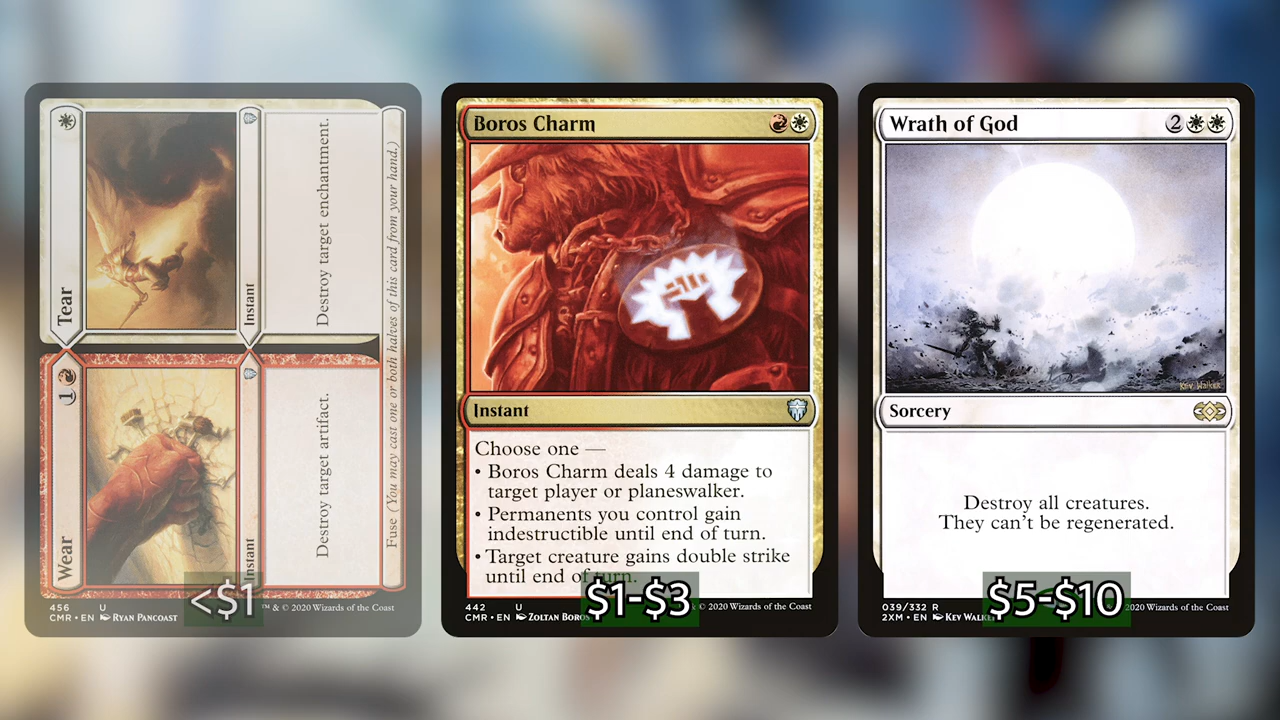 Tear
Instant
Destroy target enchantment.
Wear
1
Instant
Destroy target artifact.
Fuse (You may cast one or both halves of this card from your hand.)
456 U
CMR • EN RYAN PANCOAST
™ & © 2020 Wizards of the Coast
<$1
Boros Charm
Instant
Choose one —
• Boros Charm deals 4 damage to
target player or planeswalker.
• Permanents you control gain
indestructible until end of turn.
• Target creature gains double strike
until end of turn.
442 U
CMR • EN ZOLTAN BOROS
& © 2020 Wizards of the Coast
$1-$3
Wrath of God
2
KEV WALKER
Sorcery
Destroy all creatures.
They can't be regenerated.
039/332 R
2XM • EN KEV WALKE
2020 Wizards of the Coast
$5-$10